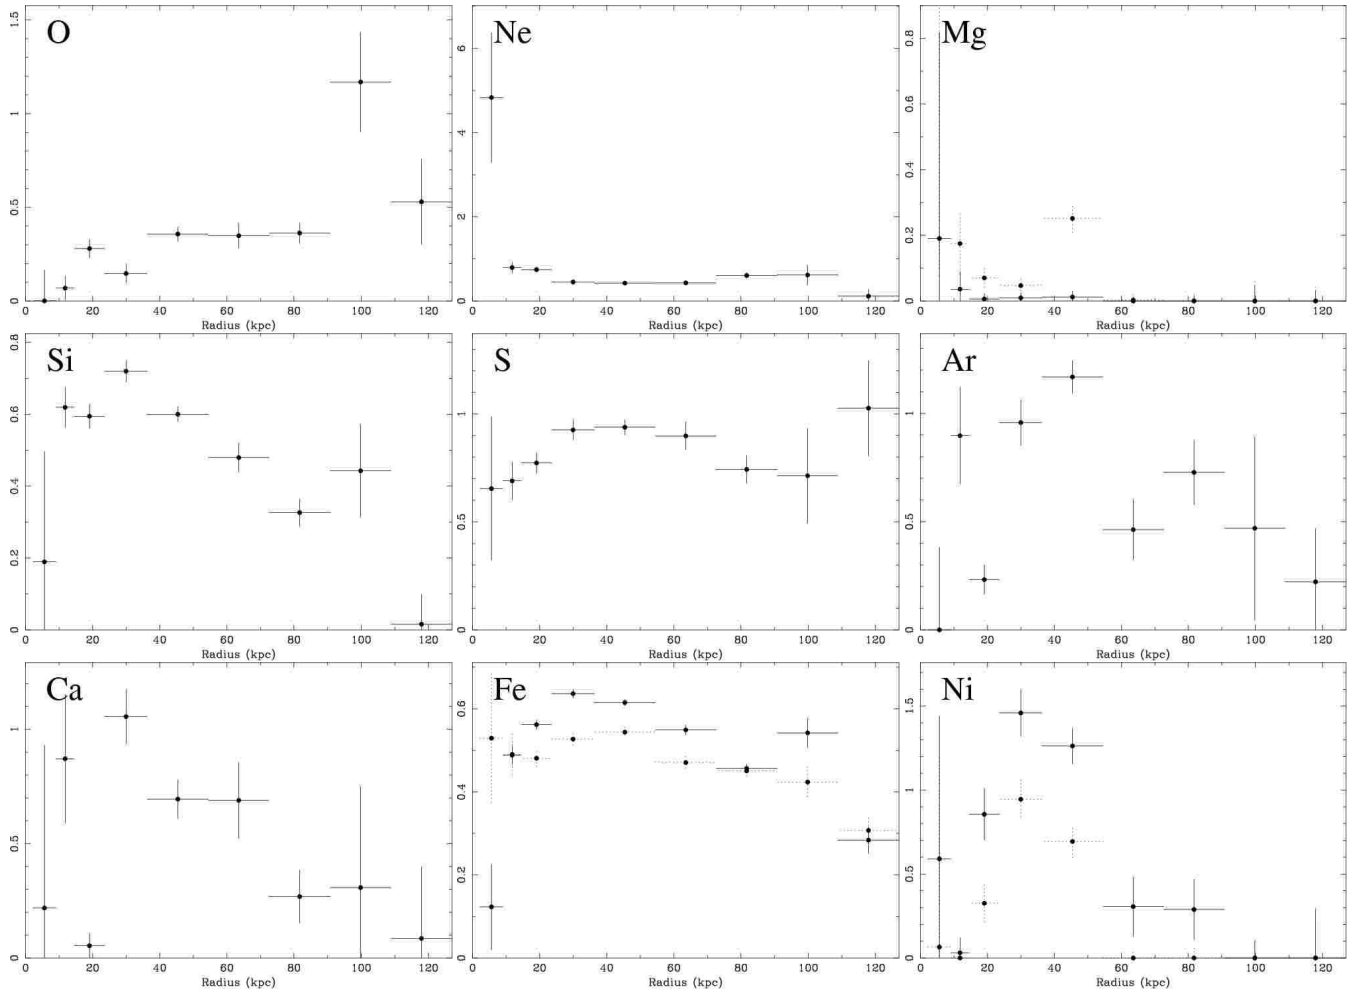 O
0 0.5 1 1.5
0 20 40 60 80 100 120
Radius (kpc)
Ne
0 2 4 6
0 20 40 60 80 100 120
Radius (kpc)
Mg
0 0.2 0.4 0.6 0.8
0 20 40 60 80 100 120
Radius (kpc)
Si
0 0.2 0.4 0.6 0.8
0 20 40 60 80 100 120
Radius (kpc)
S
0 0.5 1
0 20 40 60 80 100 120
Radius (kpc)
Ar
0 0.5 1
0 20 40 60 80 100 120
Radius (kpc)
Ca
0 0.5 1
0 20 40 60 80 100 120
Radius (kpc)
Fe
0 0.2 0.4 0.6
0 20 40 60 80 100 120
Radius (kpc)
Ni
0 0.5 1 1.5
0 20 40 60 80 100 120
Radius (kpc)